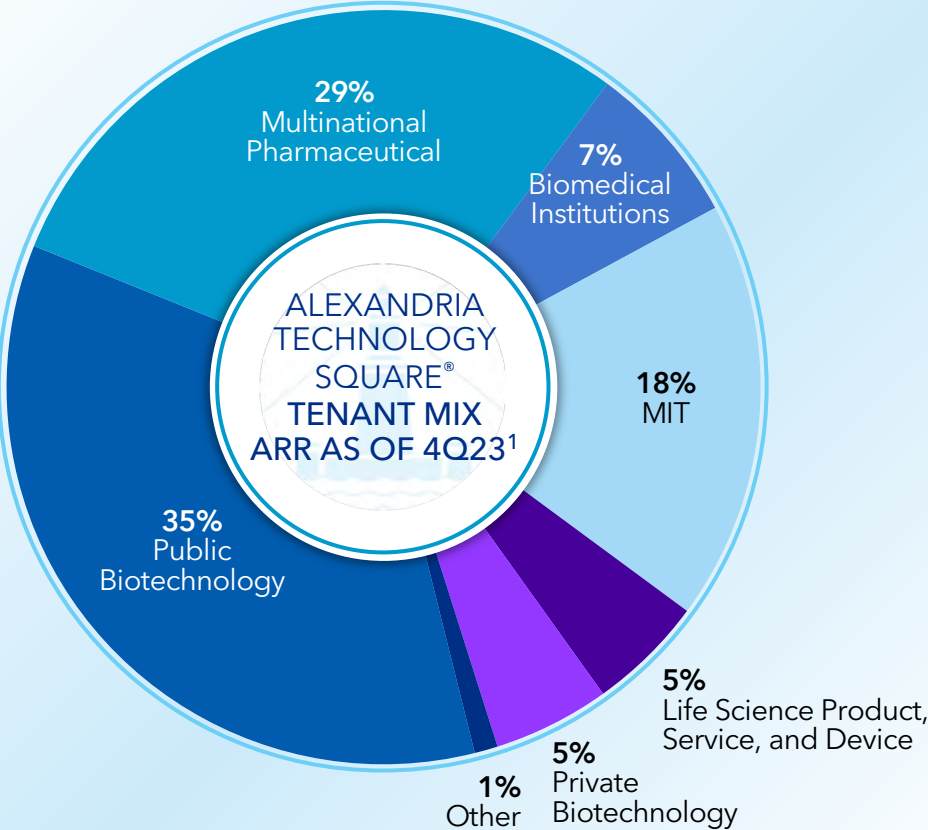 29%
Multinational
Pharmaceutical
7%
Biomedical
Institutions
ALEXANDRIA
TECHNOLOGY
SQUARE®
TENANT MIX
ARR AS OF 4Q23¹
18%
MIT
35%
Public
Biotechnology
5%
Life Science Product,
Service, and Device
5%
Private
Biotechnology
1%
Other